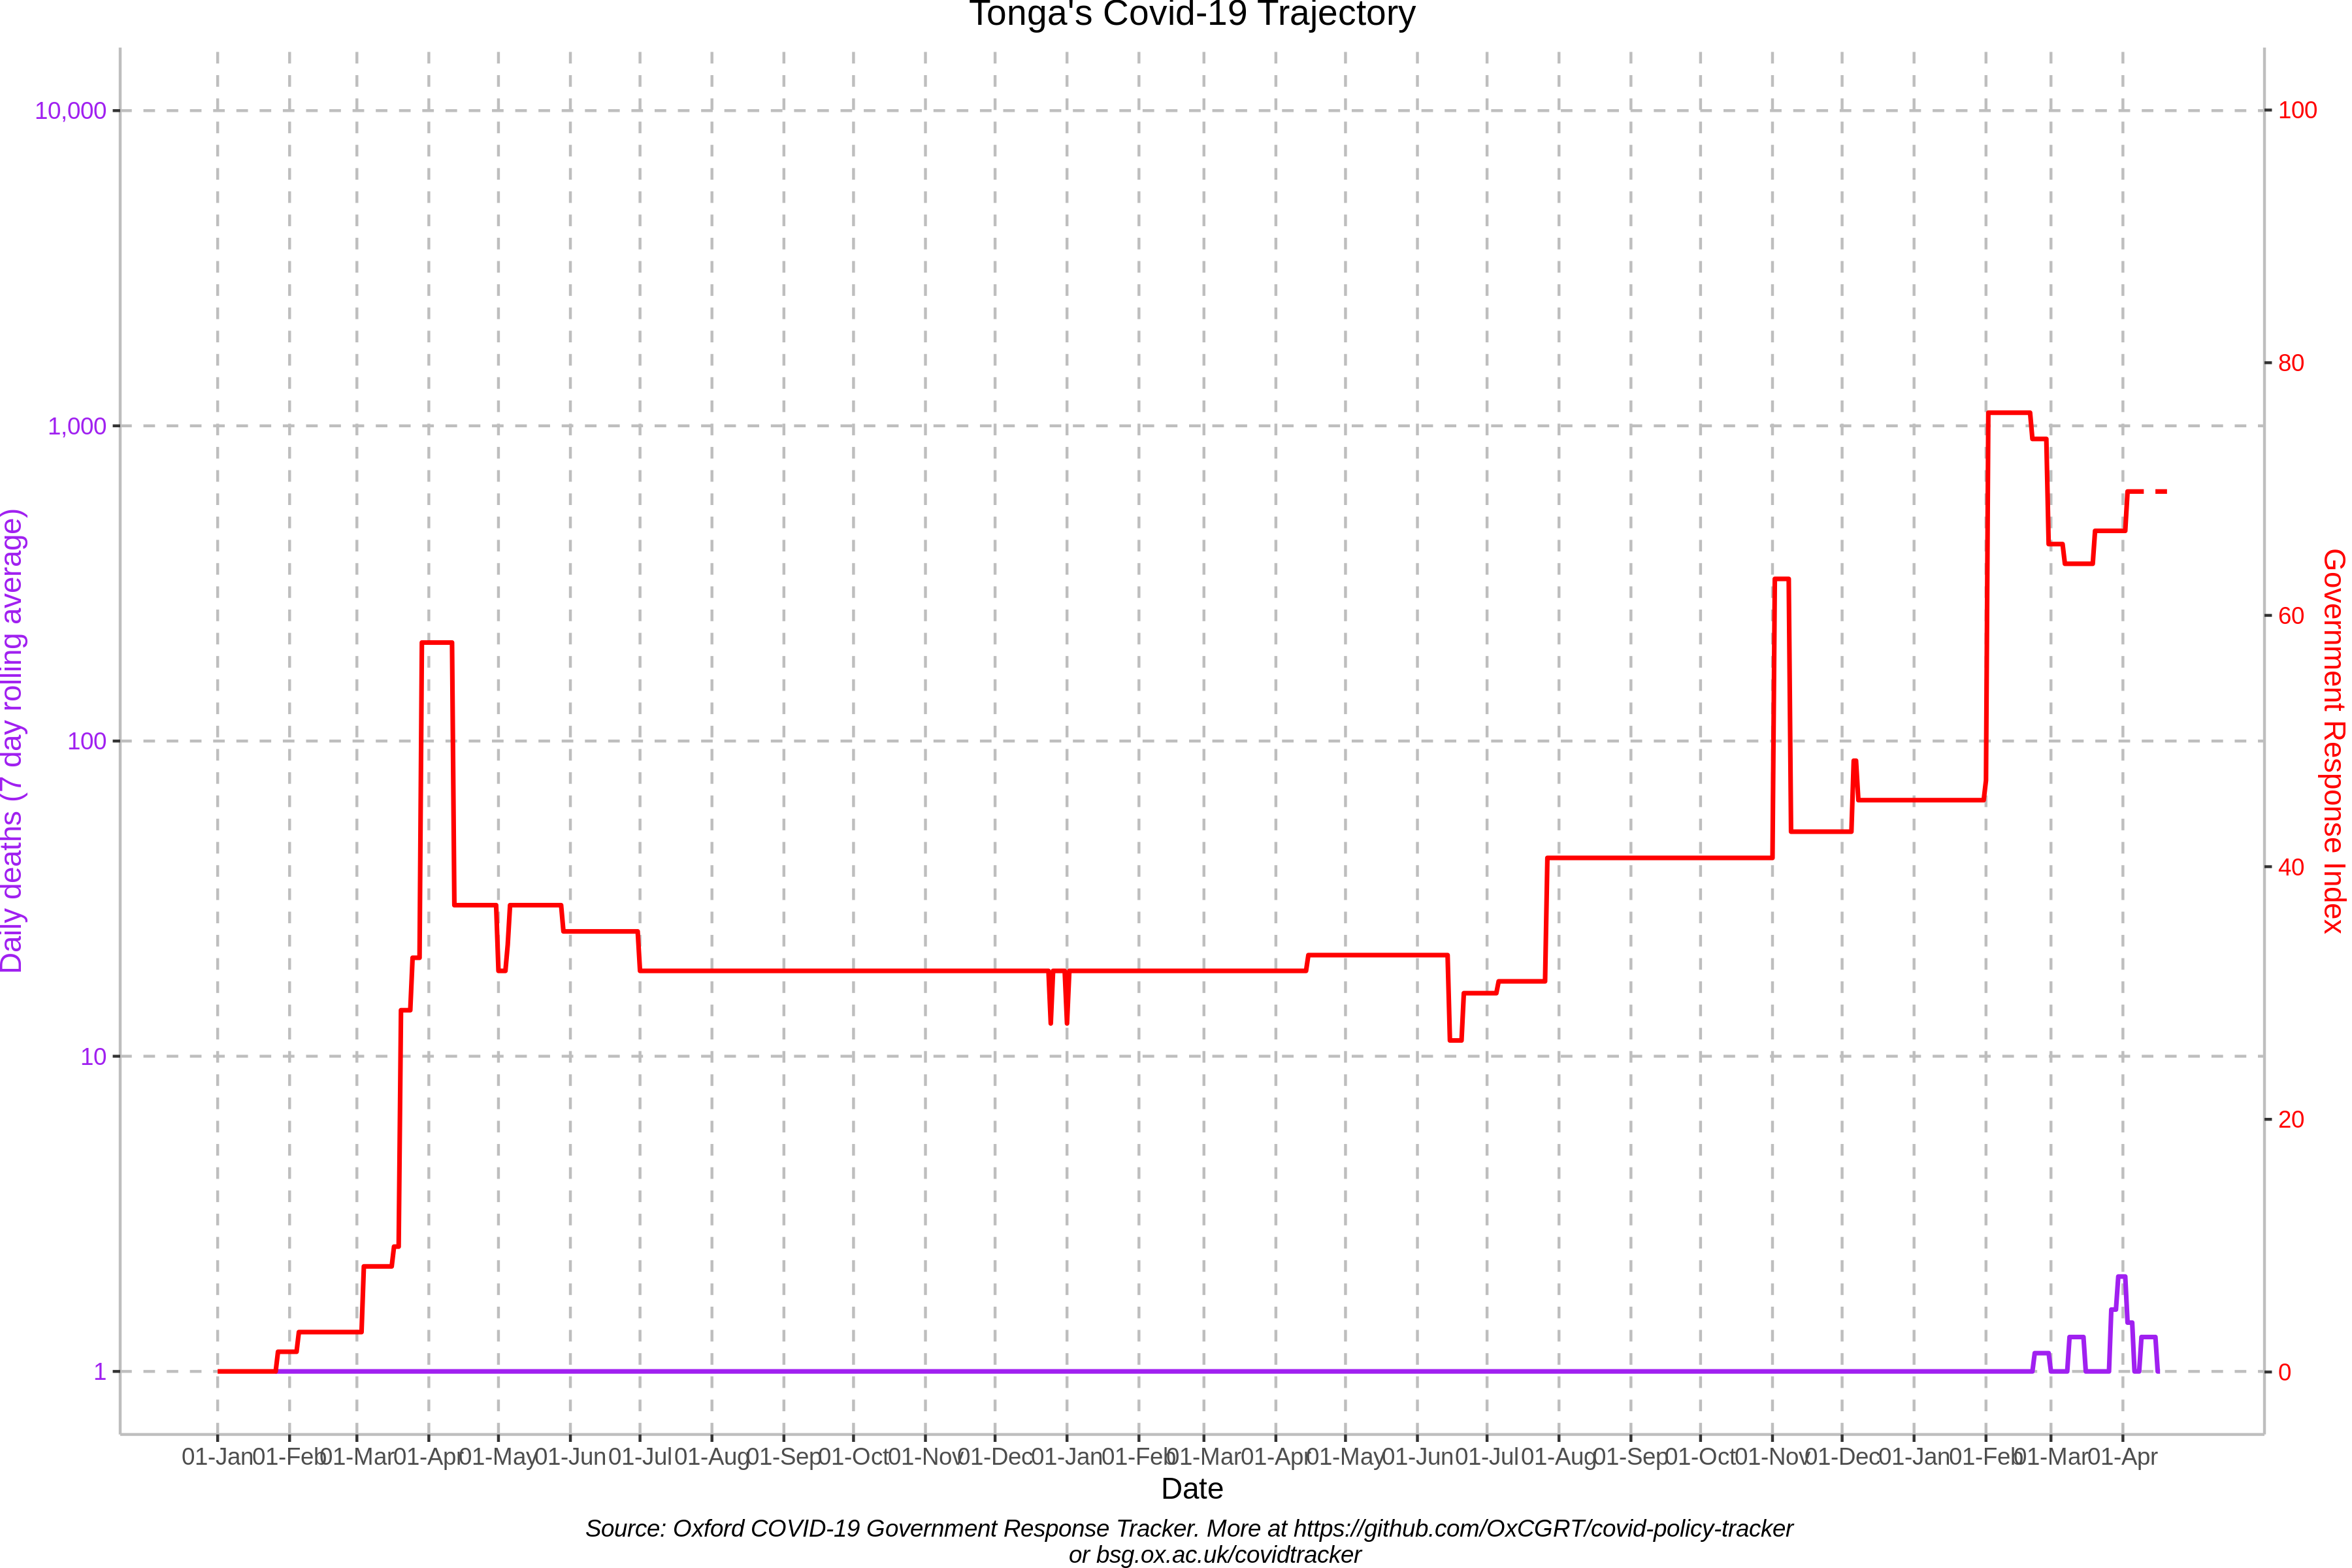 Tonga's Covid-19 Trajectory
10,000
1,000
100
10
1
Daily deaths (7 day rolling average)
100
80
60
40
20
0
Government Response Index
01-Jan 01-Feb 01-Mar 01-Apr 01-May 01-Jun 01-Jul 01-Aug 01-Sep 01-Oct 01-Nov 01-Dec 01-Jan 01-Feb 01-Mar 01-Apr 01-May 01-Jun 01-Jul 01-Aug 01-Sep 01-Oct 01-Nov 01-Dec 01-Jan 01-Feb 01-Mar 01-Apr
Date
Source: Oxford COVID-19 Government Response Tracker. More at https://github.com/OxCGRT/covid-policy-tracker
or bsg.ox.ac.uk/covidtracker